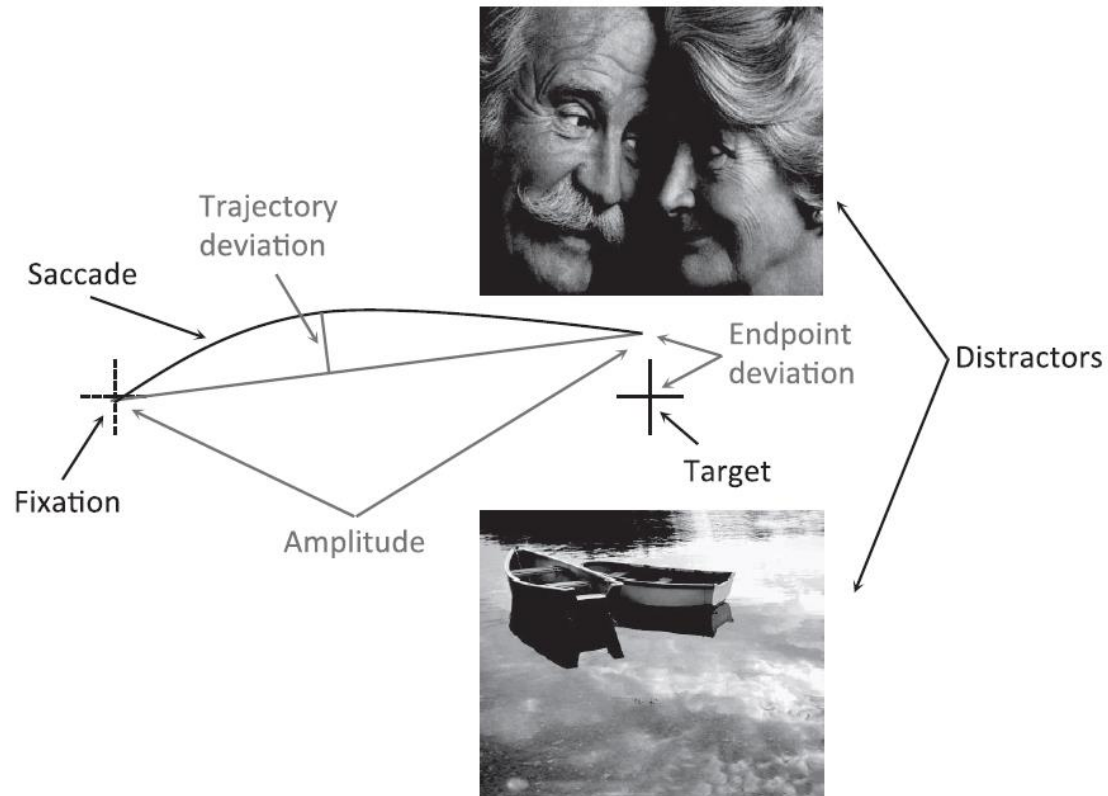 Trajectory
deviation
Saccade
Endpoint
deviation
Distractors
Target
Fixation
Amplitude